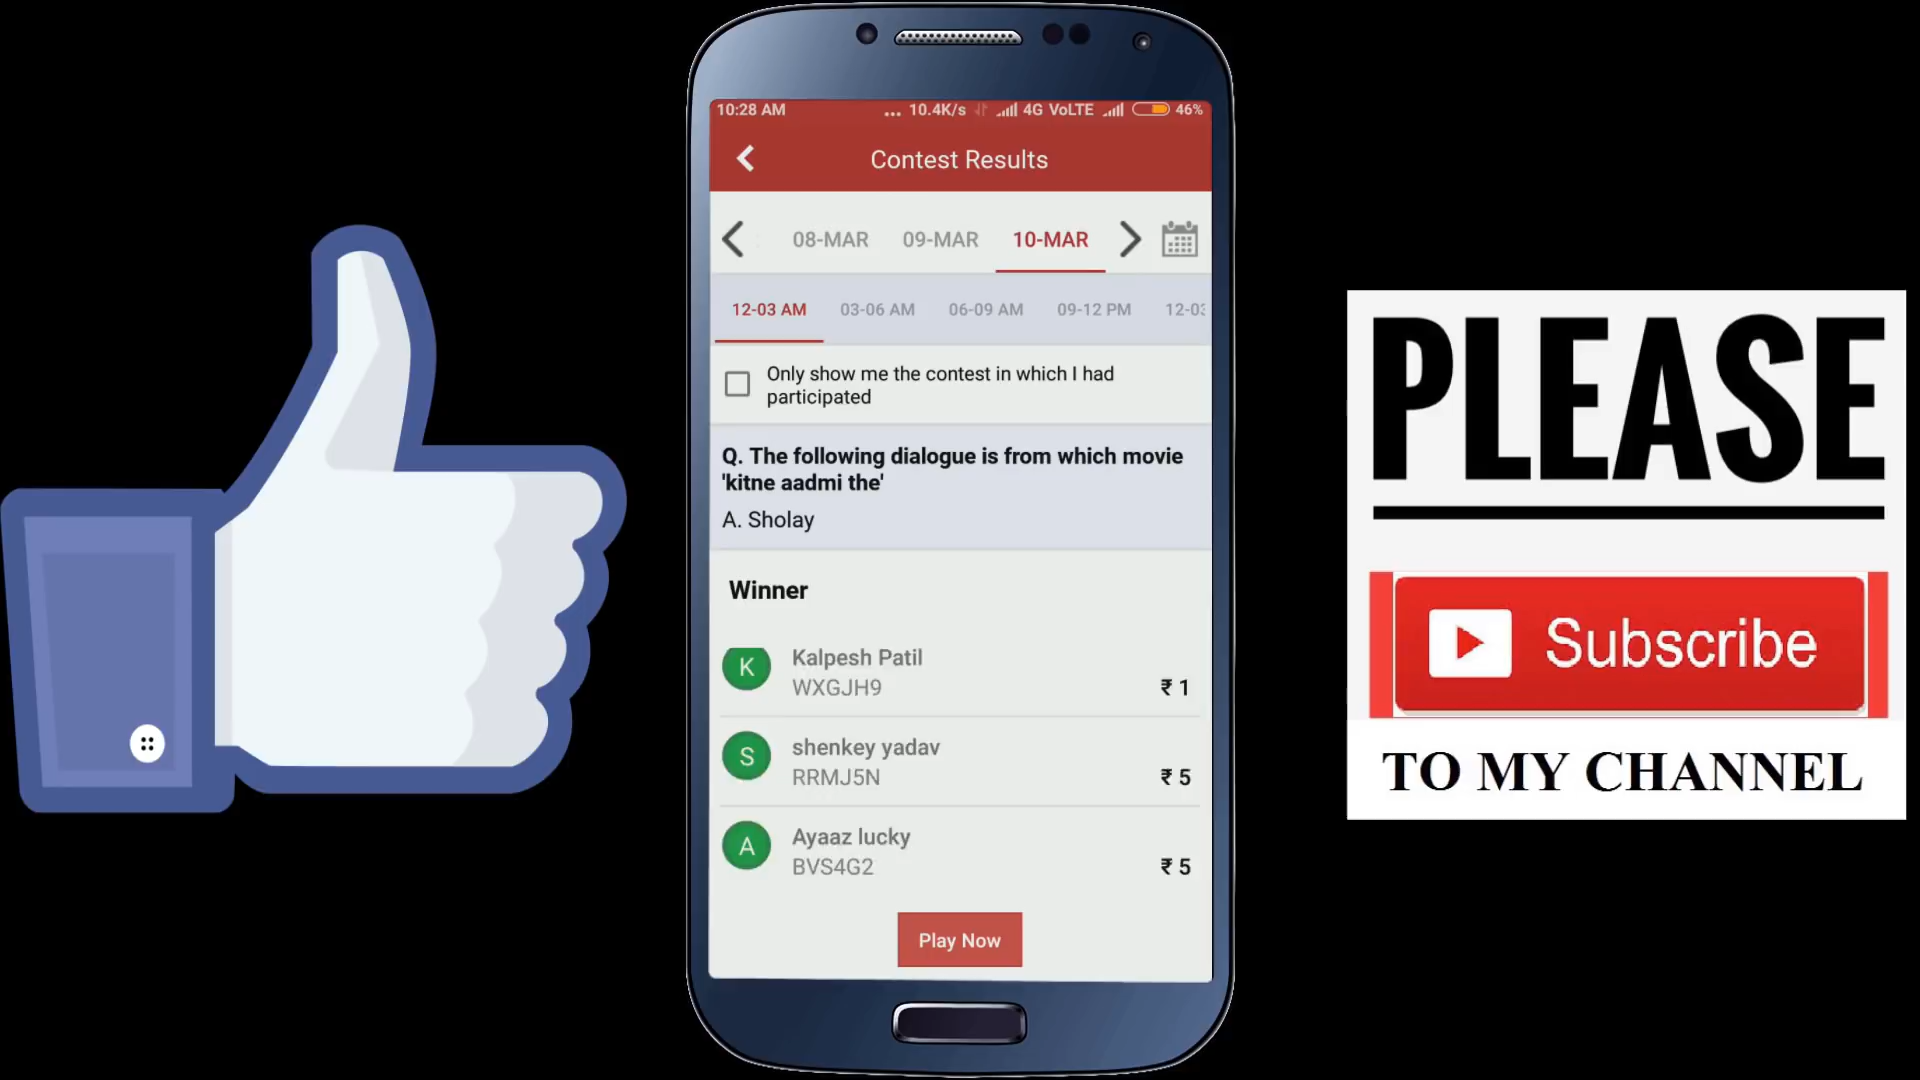 10:28 AM ... 10.4K/s 4G VoLTE 46%
Contest Results
08-MAR 09-MAR 10-MAR
12-03 AM 03-06 AM 06-09 AM 09-12 PM 12-03
Only show me the contest in which I had
participated
Q. The following dialogue is from which movie
'kitne aadmi the'
A. Sholay
Winner
K Kalpesh Patil
WXGJH9 ₹ 1
S shenkey yadav
RRMJ5N ₹ 5
A Ayaaz lucky
BVS4G2 ₹ 5
Play Now
PLEASE
Subscribe
TO MY CHANNEL